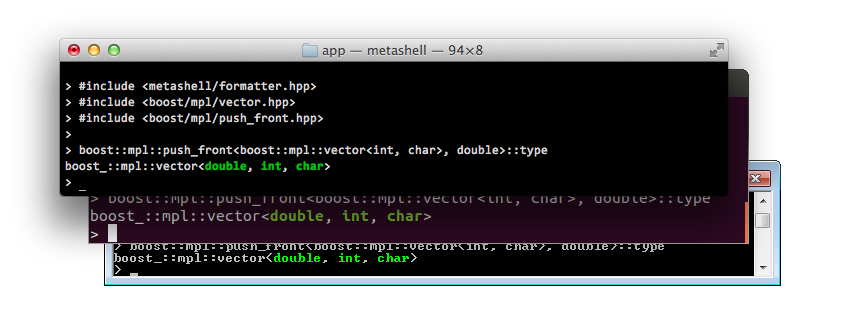 app — metashell — 94×8
> #include <metashell/formatter.hpp>
> #include <boost/mpl/vector.hpp>
> #include <boost/mpl/push_front.hpp>
>
> boost::mpl::push_front<boost::mpl::vector<int, char>, double>::type
boost_::mpl::vector<double, int, char>
> _
> boost::mpl::push_front<boost::mpl::vector<int, char>, double>::type
boost_::mpl::vector<double, int, char>
>
> boost::mpl::push_front<boost::mpl::vector<int, char>, double>::type
boost_::mpl::vector<double, int, char>
> _